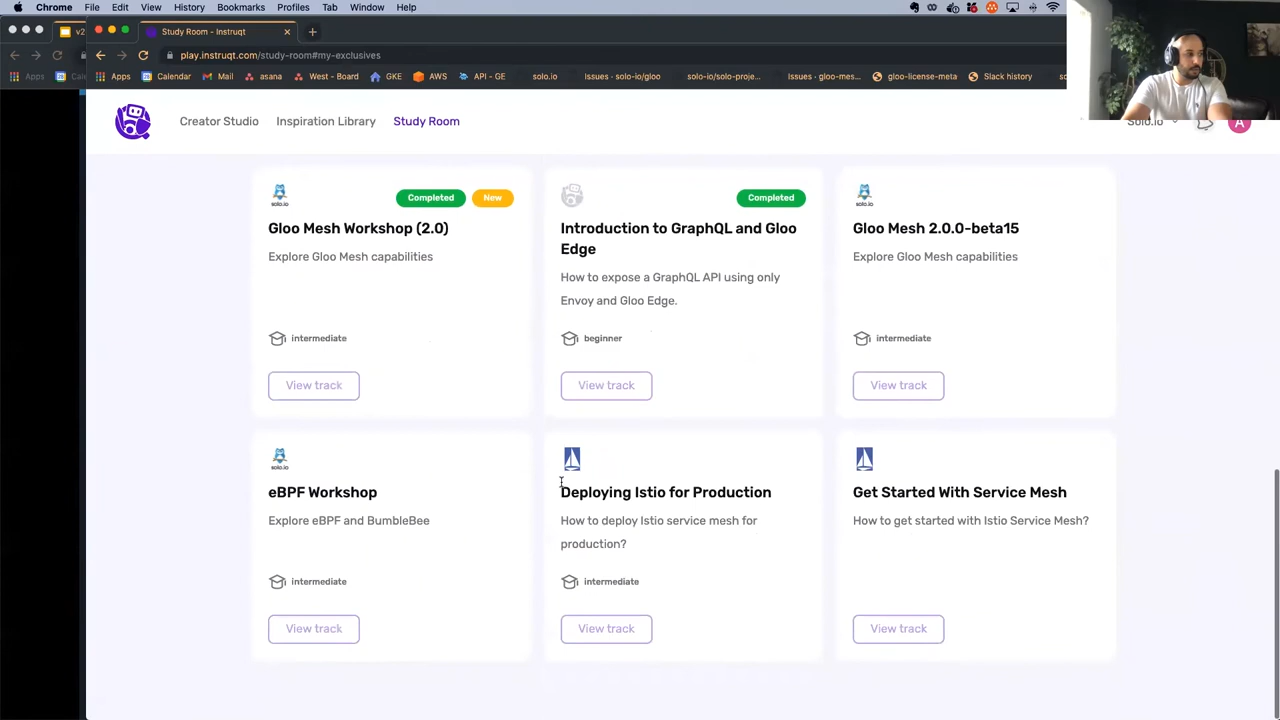 Chrome File Edit View History Bookmarks Profiles Tab Window Help
v2
Study Room - Instruqt
play.instruqt.com/study-room#my-exclusives
Apps
Apps Calendar Mail asana West - Board GKE AWS API - GE solo.io Issues · solo-io/gloo solo-io/solo-proje... Issues · gloo-mes... gloo-license-meta Slack history
Creator Studio Inspiration Library Study Room Solo.io A
solo.io
Completed New
Gloo Mesh Workshop (2.0)
Explore Gloo Mesh capabilities
intermediate
View track
Completed
Introduction to GraphQL and Gloo
Edge
How to expose a GraphQL API using only
Envoy and Gloo Edge.
beginner
View track
solo.io
Gloo Mesh 2.0.0-beta15
Explore Gloo Mesh capabilities
intermediate
View track
solo.io
eBPF Workshop
Explore eBPF and BumbleBee
intermediate
View track
Deploying Istio for Production
How to deploy Istio service mesh for
production?
intermediate
View track
Get Started With Service Mesh
How to get started with Istio Service Mesh?
View track